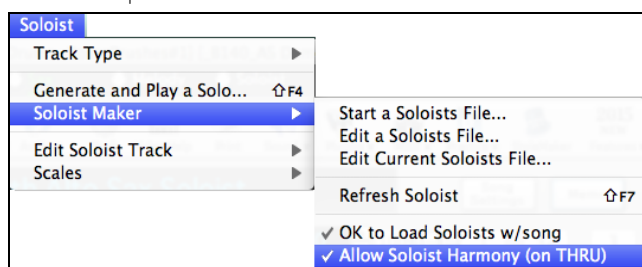 Soloist
Track Type ▶
Generate and Play a Solo... ⇧F4
Soloist Maker ▶
Edit Soloist Track ▶
Scales ▶
Start a Soloists File...
Edit a Soloists File...
Edit Current Soloists File...
Refresh Soloist ⇧F7
✓ OK to Load Soloists w/song
✓ Allow Soloist Harmony (on THRU)